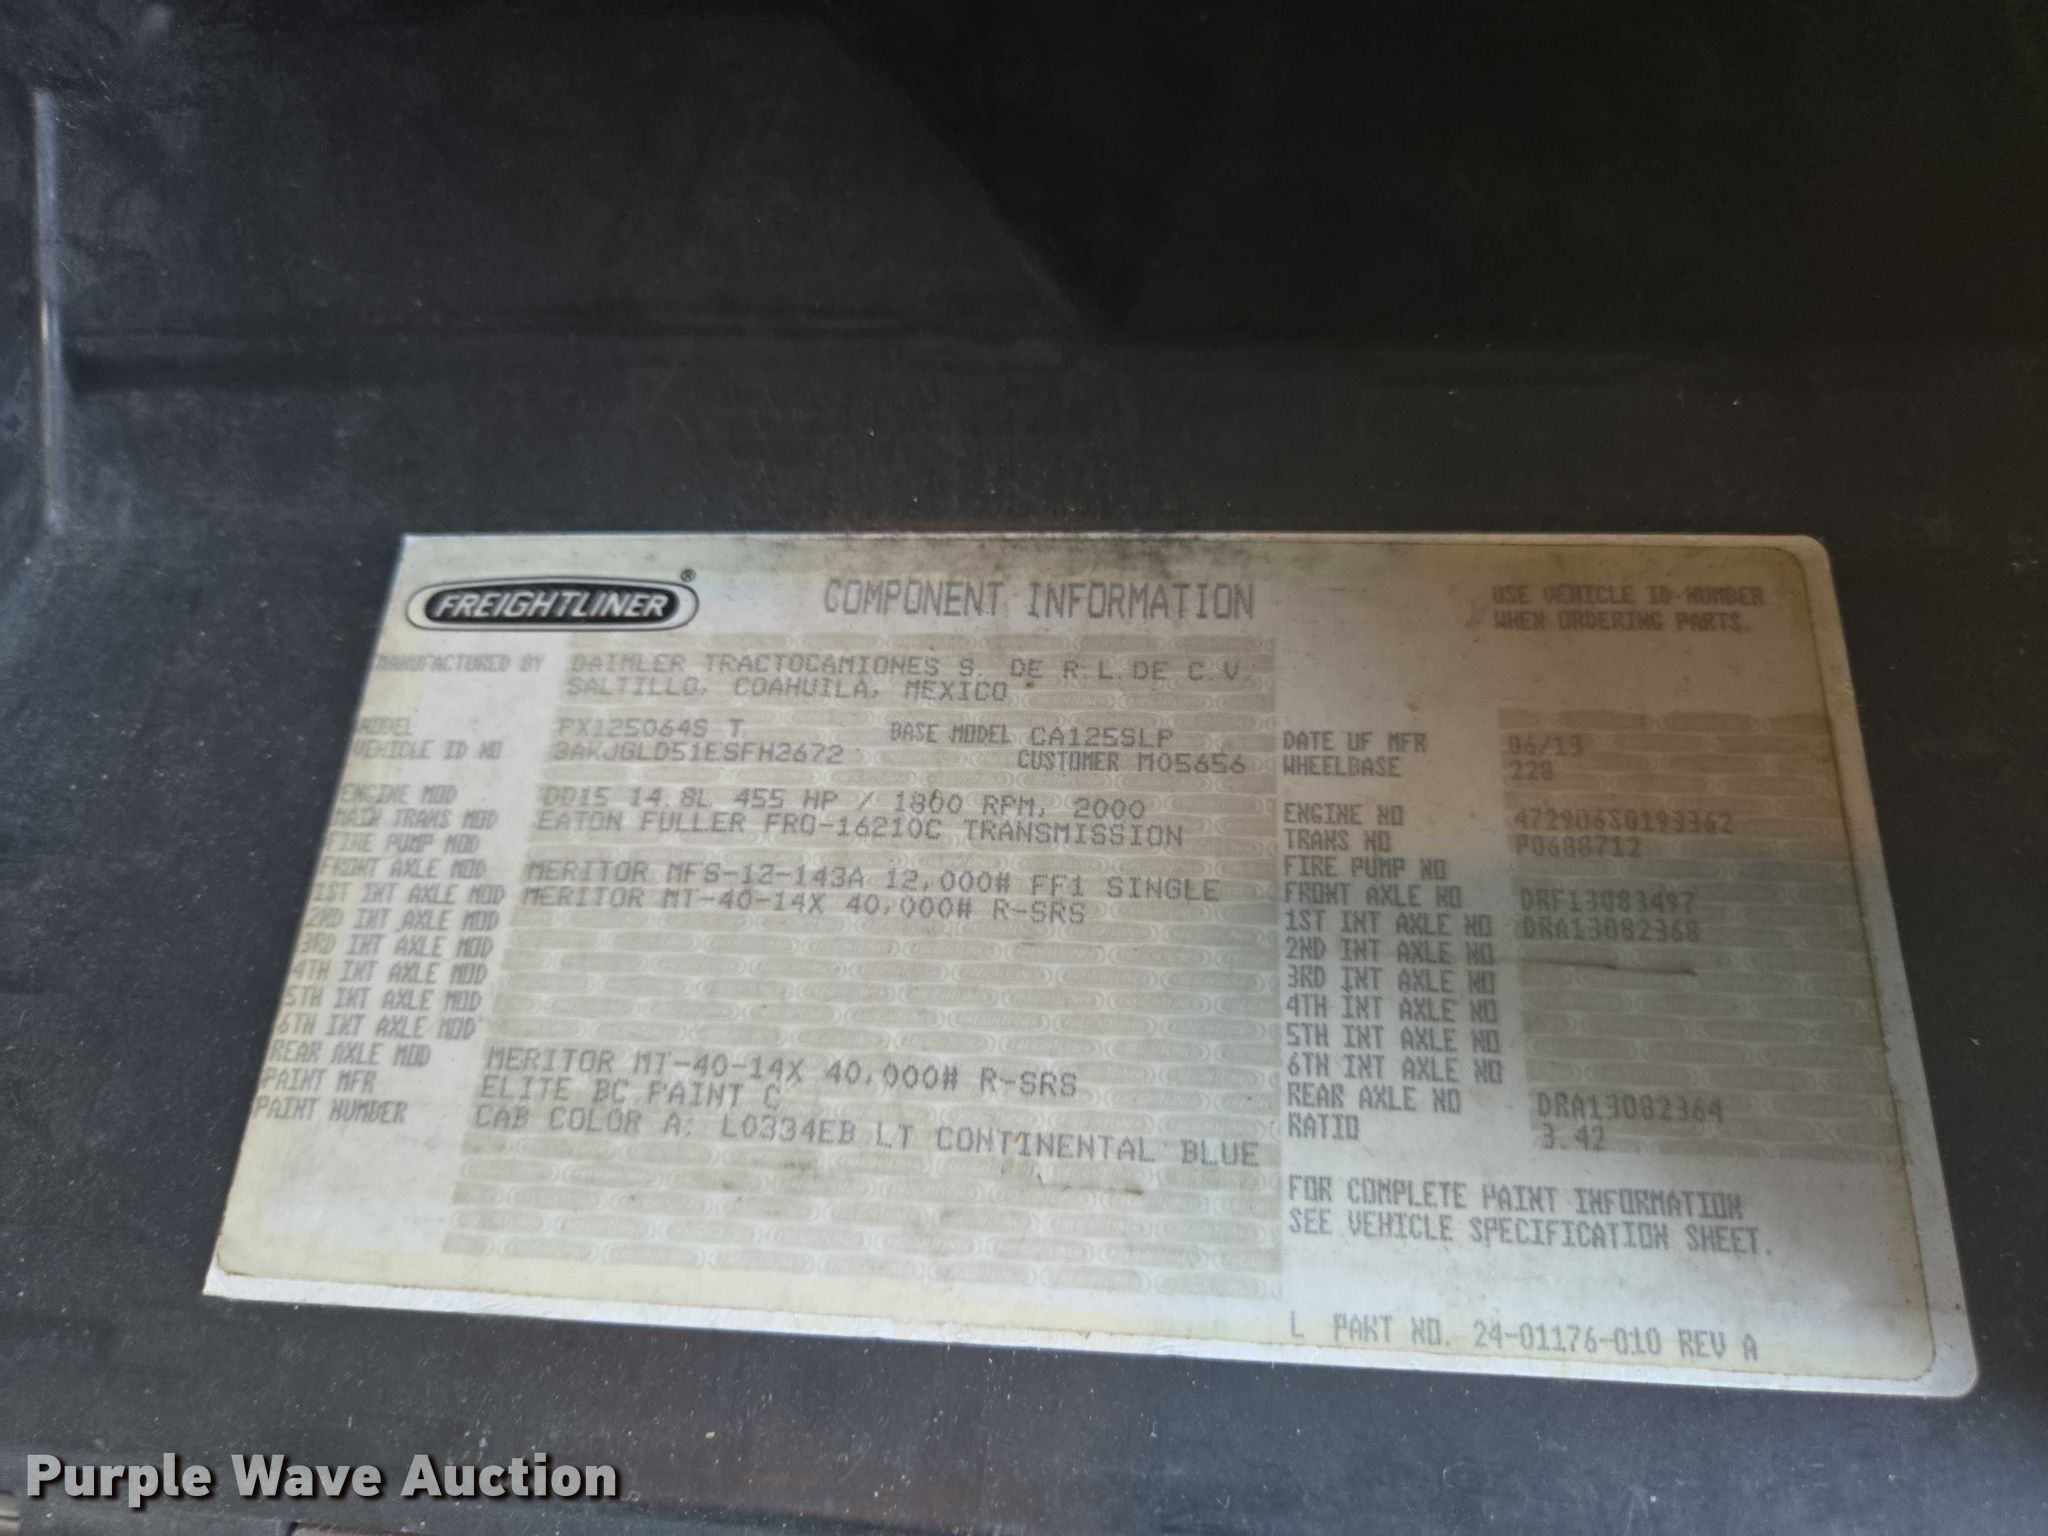 FREIGHTLINER®
COMPONENT INFORMATION
USE VEHICLE ID NUMBER
WHEN ORDERING PARTS.
MANUFACTURED BY DAIMLER TRACTOCAMIONES S. DE R.L.DE C.V.
SALTILLO, COAHUILA, MEXICO
MODEL PX125064S T BASE MODEL CA125SLP DATE OF MFR 06/13
VEHICLE ID NO 3AKJGLD51ESFH2672 CUSTOMER M05656 WHEELBASE 228
ENGINE MOD DD15 14.8L 455 HP / 1800 RPM, 2000 ENGINE NO 472906S0193362
MAIN TRANS MOD EATON FULLER FRO-16210C TRANSMISSION TRANS NO P0688712
FIRE PUMP MOD FIRE PUMP NO
FRONT AXLE MOD MERITOR MFS-12-143A 12,000# FF1 SINGLE FRONT AXLE NO DRF13083497
1ST INT AXLE MOD MERITOR MT-40-14X 40,000# R-SRS 1ST INT AXLE NO DRA13082368
2ND INT AXLE MOD 2ND INT AXLE NO
3RD INT AXLE MOD 3RD INT AXLE NO
4TH INT AXLE MOD 4TH INT AXLE NO
5TH INT AXLE MOD 5TH INT AXLE NO
6TH INT AXLE MOD 6TH INT AXLE NO
REAR AXLE MOD MERITOR MT-40-14X 40,000# R-SRS REAR AXLE NO DRA13082364
PAINT MFR ELITE BC PAINT C RATIO 3.42
PAINT NUMBER CAB COLOR A: L0334EB LT CONTINENTAL BLUE
FOR COMPLETE PAINT INFORMATION
SEE VEHICLE SPECIFICATION SHEET.
L PART NO. 24-01176-010 REV A
Purple Wave Auction